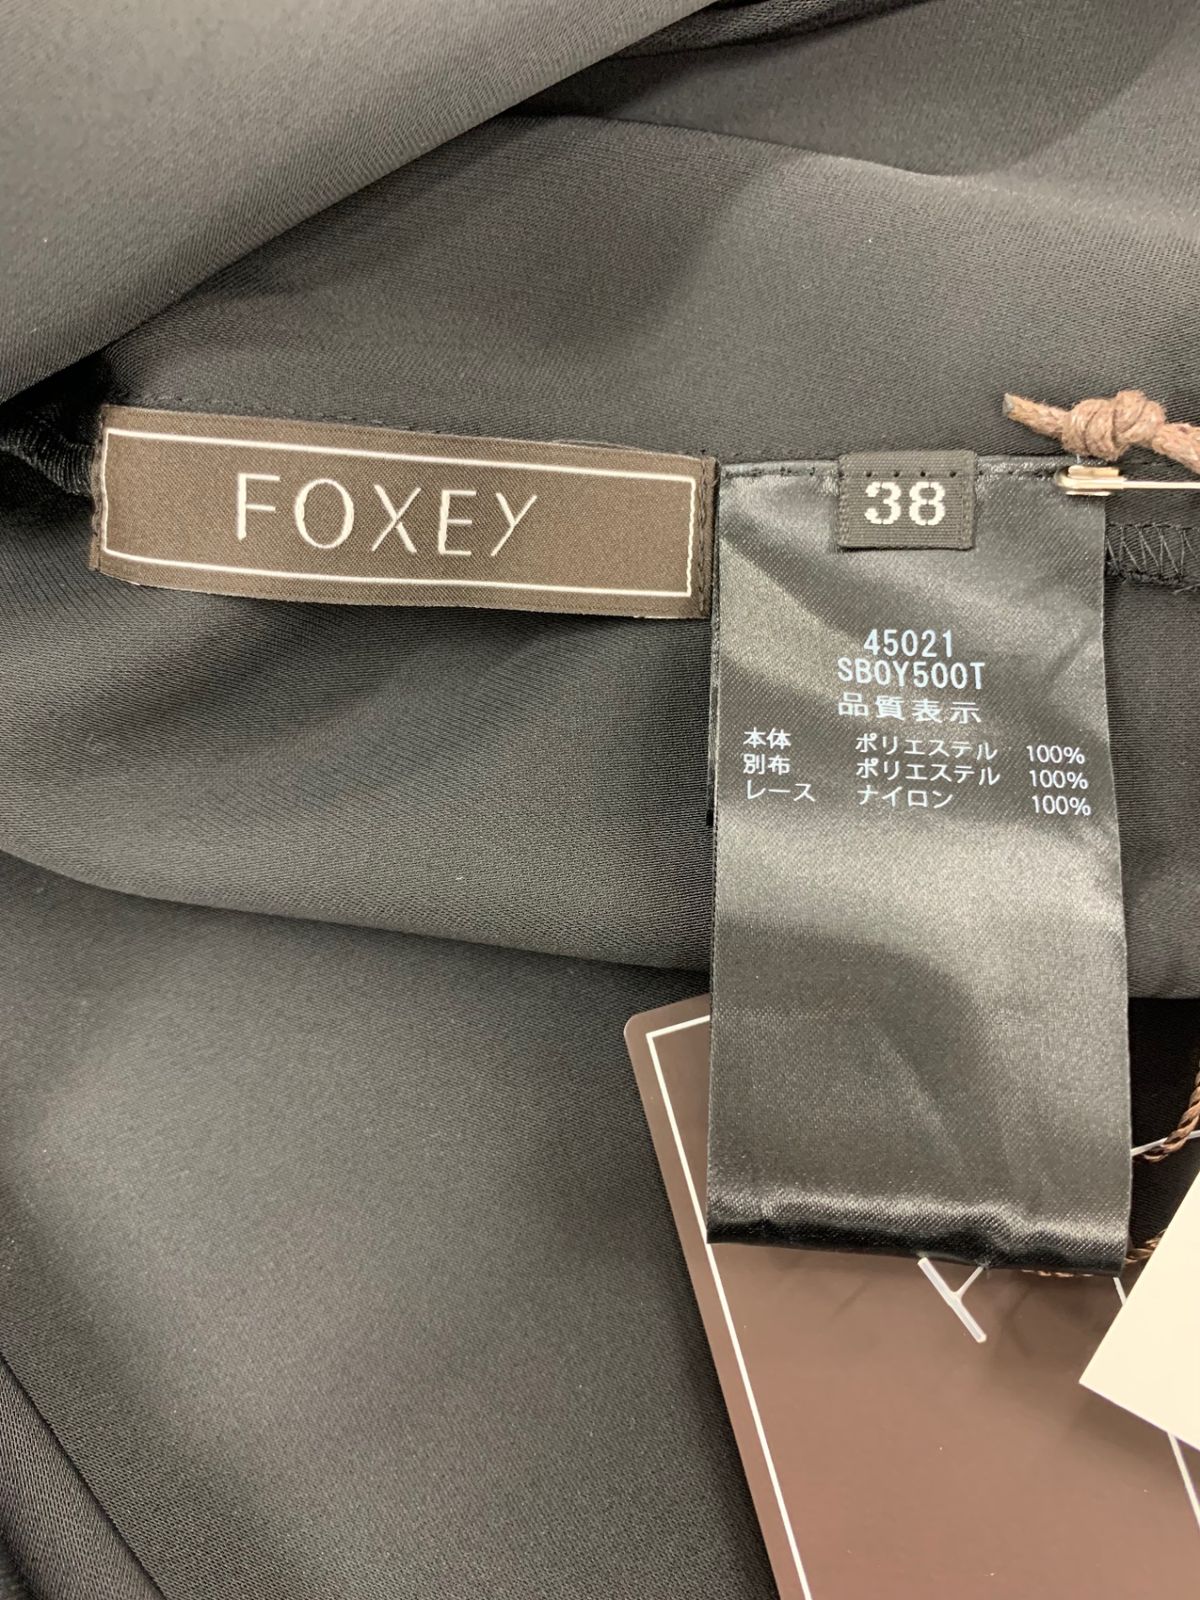 FOXEY
38
45021
SB0Y500T
品質表示
本体 ポリエステル 100%
別布 ポリエステル 100%
レース ナイロン 100%